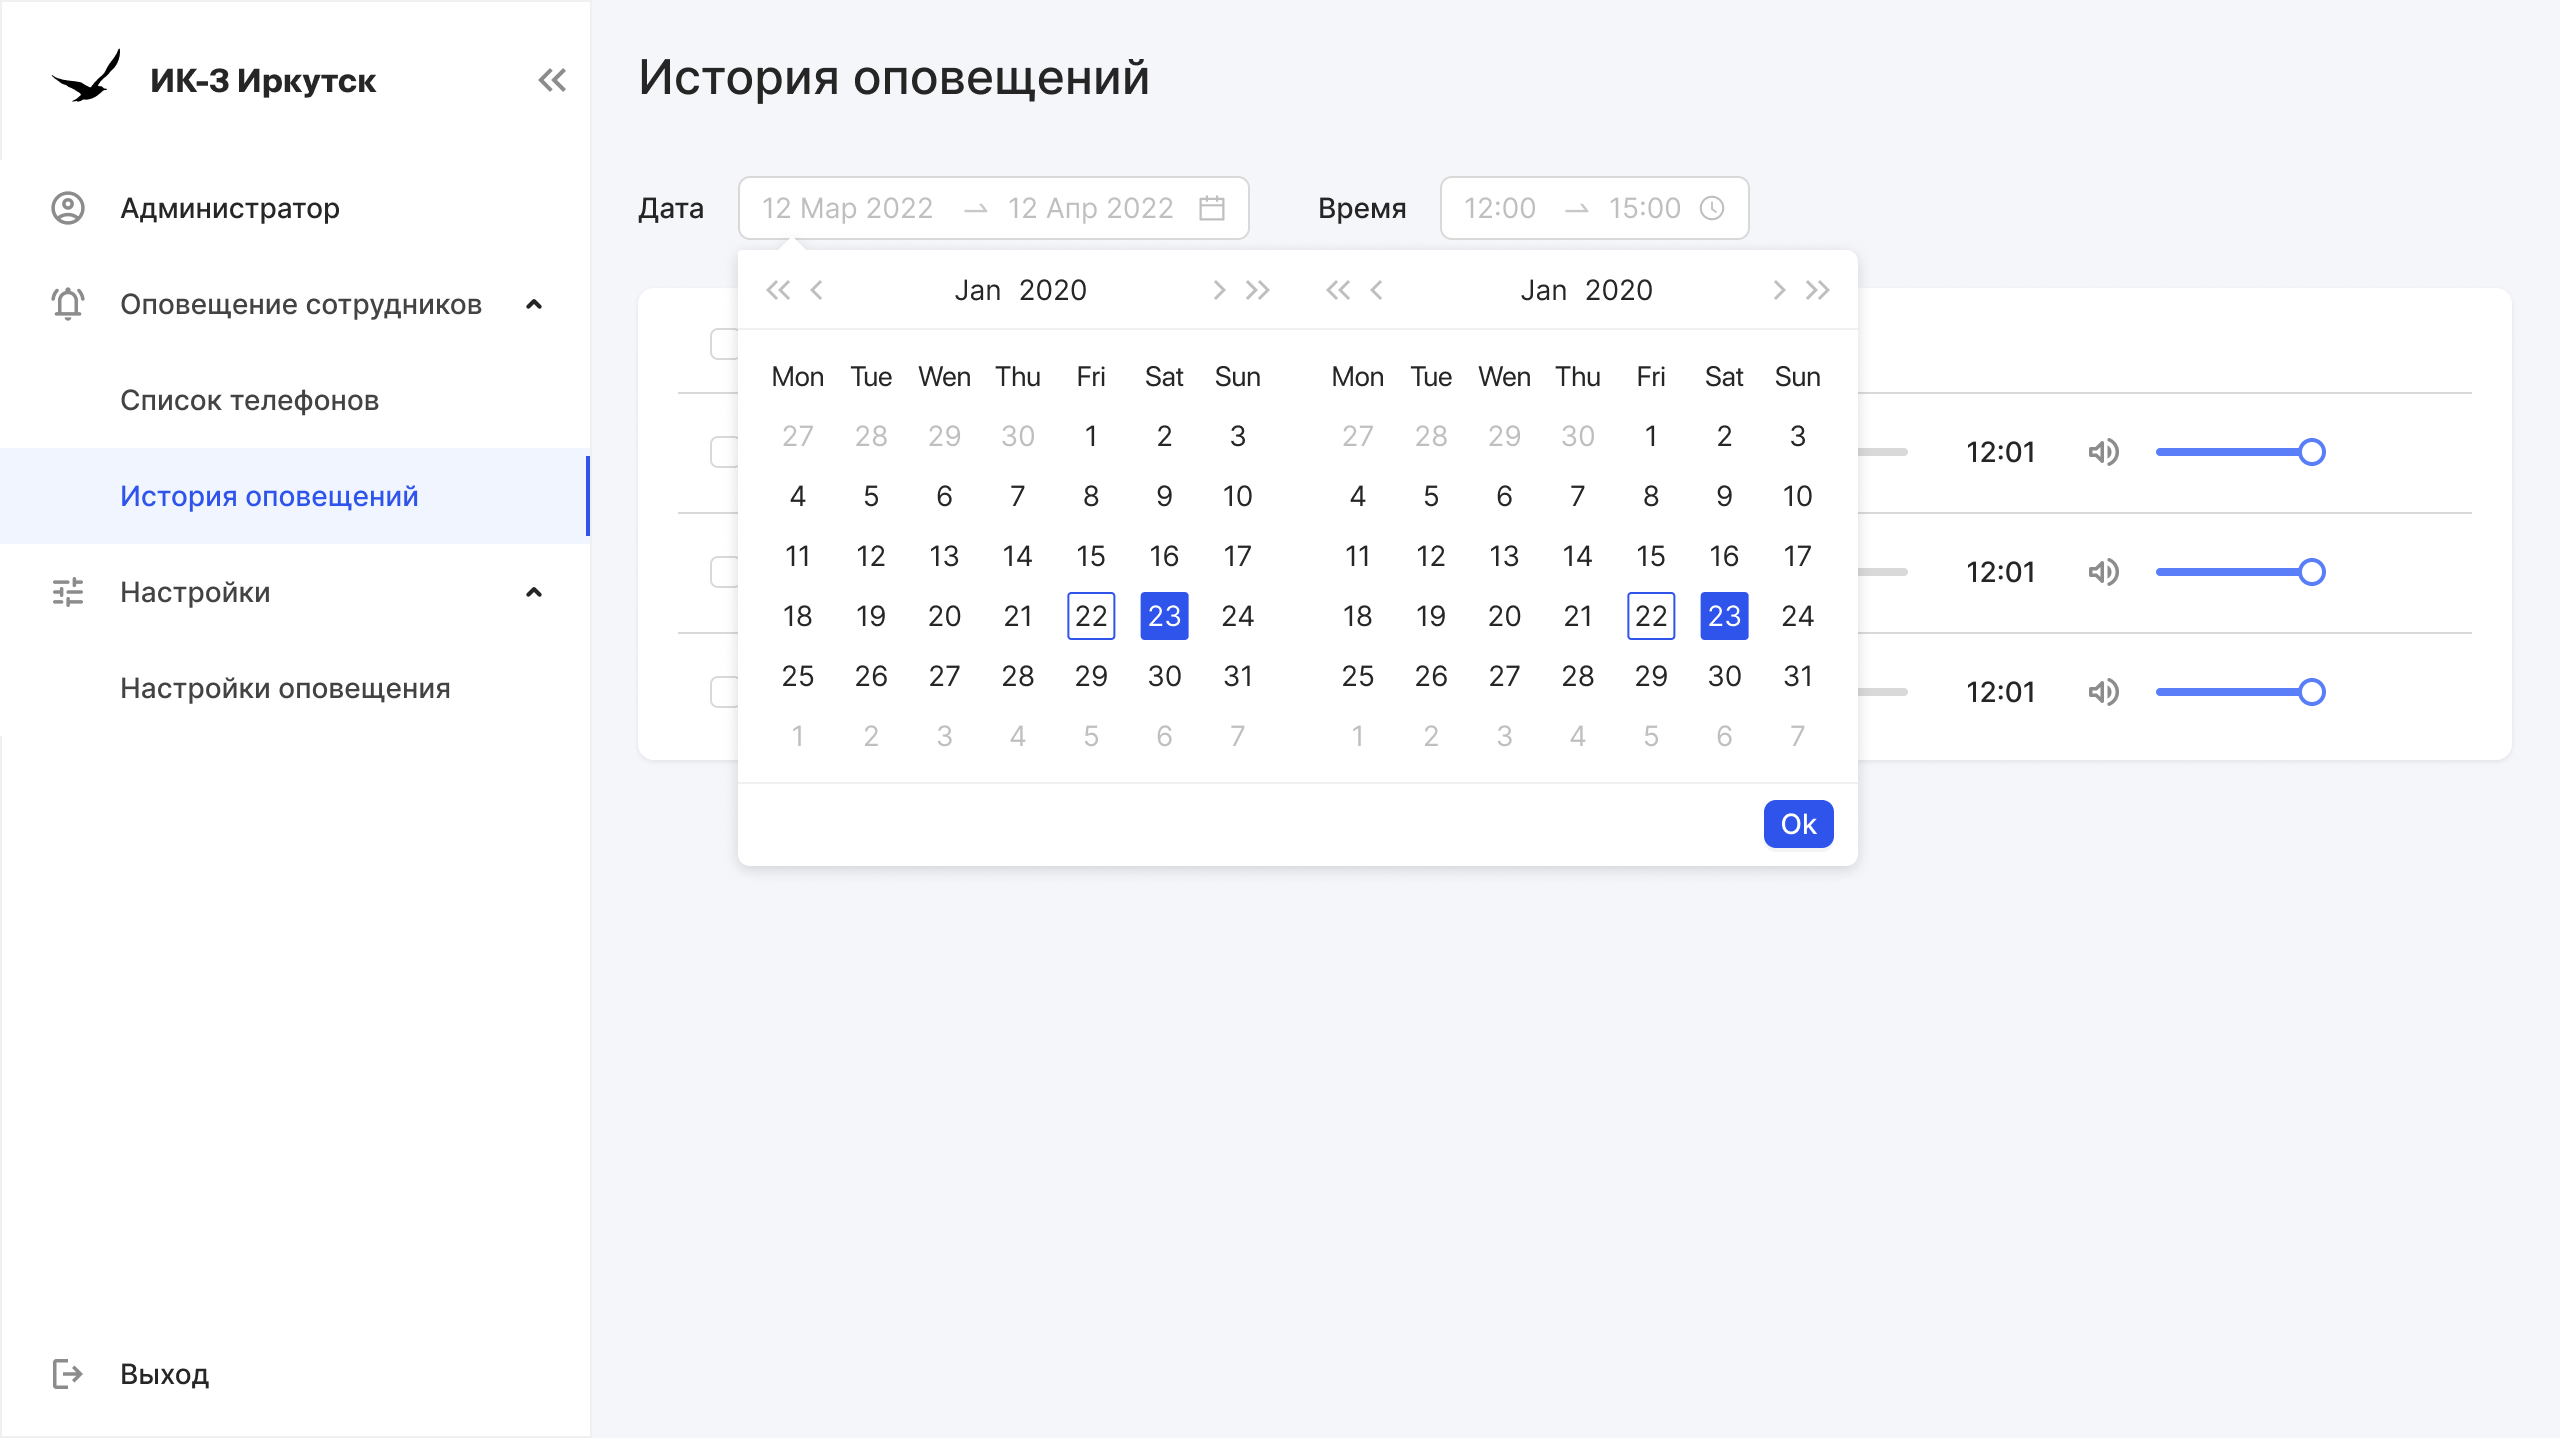 ИК-3 Иркутск
Администратор
Оповещение сотрудников
Список телефонов
История оповещений
Настройки
Настройки оповещения
Выход
История оповещений
Дата 12 Мар 2022 12 Апр 2022 Время 12:00 15:00
Jan 2020 Jan 2020
Mon Tue Wen Thu Fri Sat Sun Mon Tue Wen Thu Fri Sat Sun
27 28 29 30 1 2 3 27 28 29 30 1 2 3
12:01
4 5 6 7 8 9 10 4 5 6 7 8 9 10
11 12 13 14 15 16 17 11 12 13 14 15 16 17
12:01
18 19 20 21 22 23 24 18 19 20 21 22 23 24
25 26 27 28 29 30 31 25 26 27 28 29 30 31
12:01
1 2 3 4 5 6 7 1 2 3 4 5 6 7
Ok